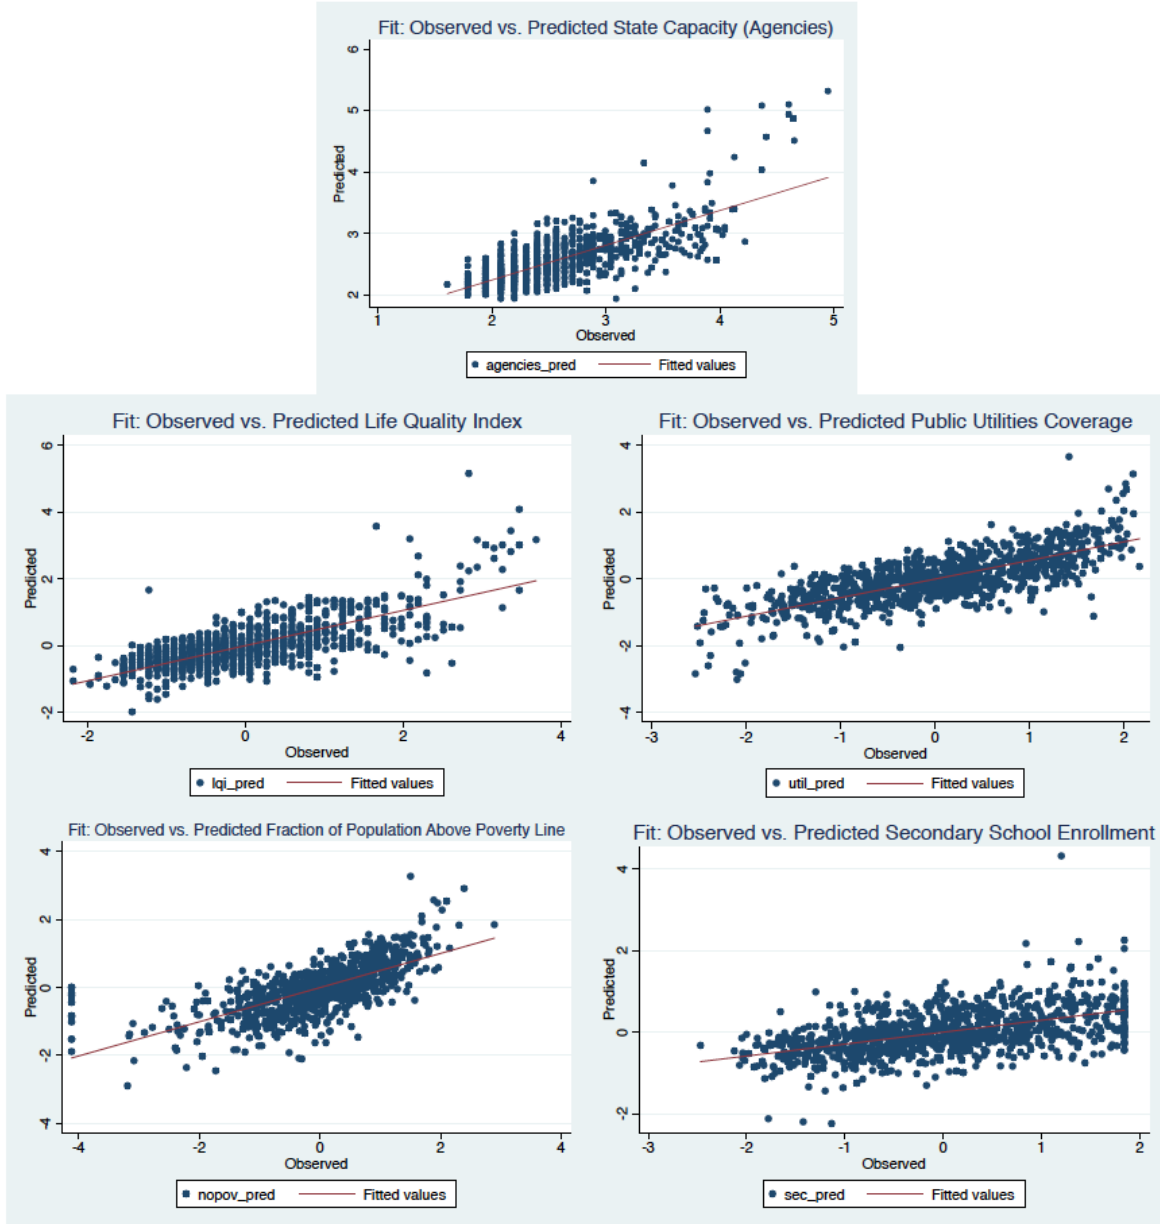 Fit: Observed vs. Predicted State Capacity (Agencies)
6
5
4
3
2
Predicted
1 2 3 4 5
Observed
agencies_pred Fitted values
Fit: Observed vs. Predicted Life Quality Index
6
4
2
0
-2
Predicted
-2 0 2 4
Observed
lqi_pred Fitted values
Fit: Observed vs. Predicted Public Utilities Coverage
4
2
0
-2
-4
Predicted
-3 -2 -1 0 1 2
Observed
util_pred Fitted values
Fit: Observed vs. Predicted Fraction of Population Above Poverty Line
4
2
0
-2
-4
Predicted
-4 -2 0 2 4
Observed
nopov_pred Fitted values
Fit: Observed vs. Predicted Secondary School Enrollment
4
2
0
-2
Predicted
-3 -2 -1 0 1 2
Observed
sec_pred Fitted values